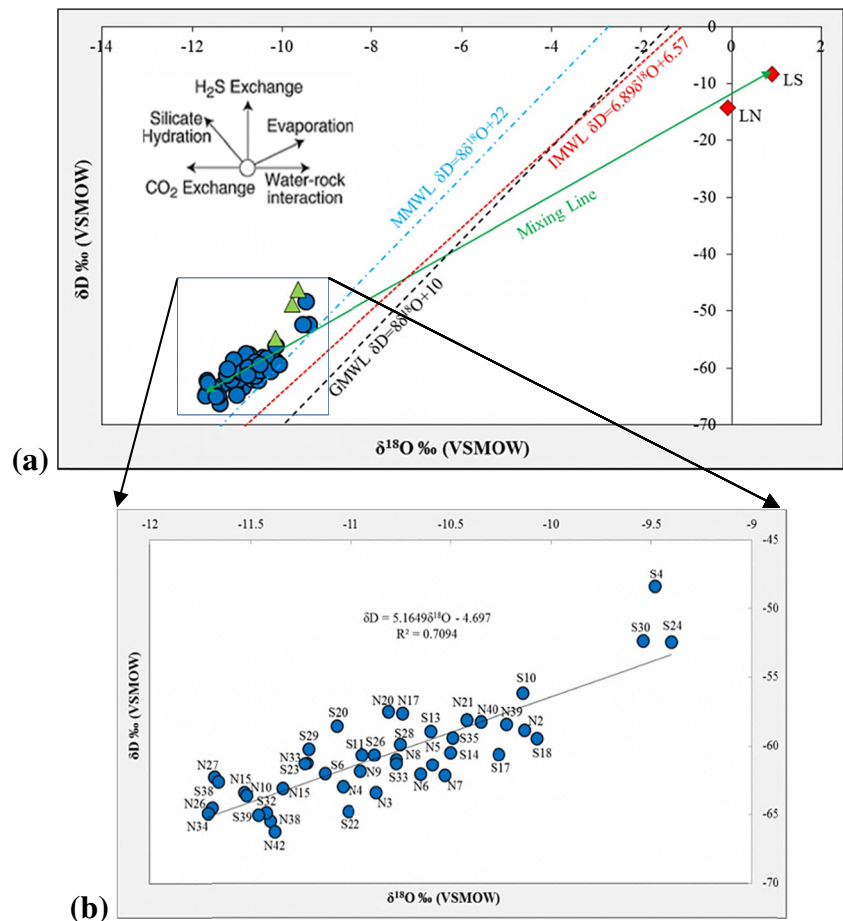 -14
-12
-10
-8
-6
-4
-2
0
2
0
-10
-20
-30
-40
-50
-60
-70
H₂S Exchange
Silicate
Hydration
Evaporation
CO₂ Exchange
Water-rock
interaction
MMWL δD=8δ¹⁸O+22
IMWL δD=6.89δ¹⁸O+6.57
GMWL δD=8δ¹⁸O+10
Mixing Line
LS
LN
δD ‰ (VSMOW)
δ¹⁸O ‰ (VSMOW)
(a)
-12
-11.5
-11
-10.5
-10
-9.5
-9
-45
-50
-55
-60
-65
-70
δD = 5.1649δ¹⁸O - 4.697
R² = 0.7094
S4
S30
S24
S10
N20
N17
S20
S13
N21
N40
N39
N2
S18
S17
S35
S14
S28
N5
N8
S33
N6
N7
S29
S11
S26
N33
S23
S6
N9
N4
N3
S22
N27
S38
N15
N10
N15
N26
N34
S39
S32
N38
N42
δD ‰ (VSMOW)
δ¹⁸O ‰ (VSMOW)
(b)